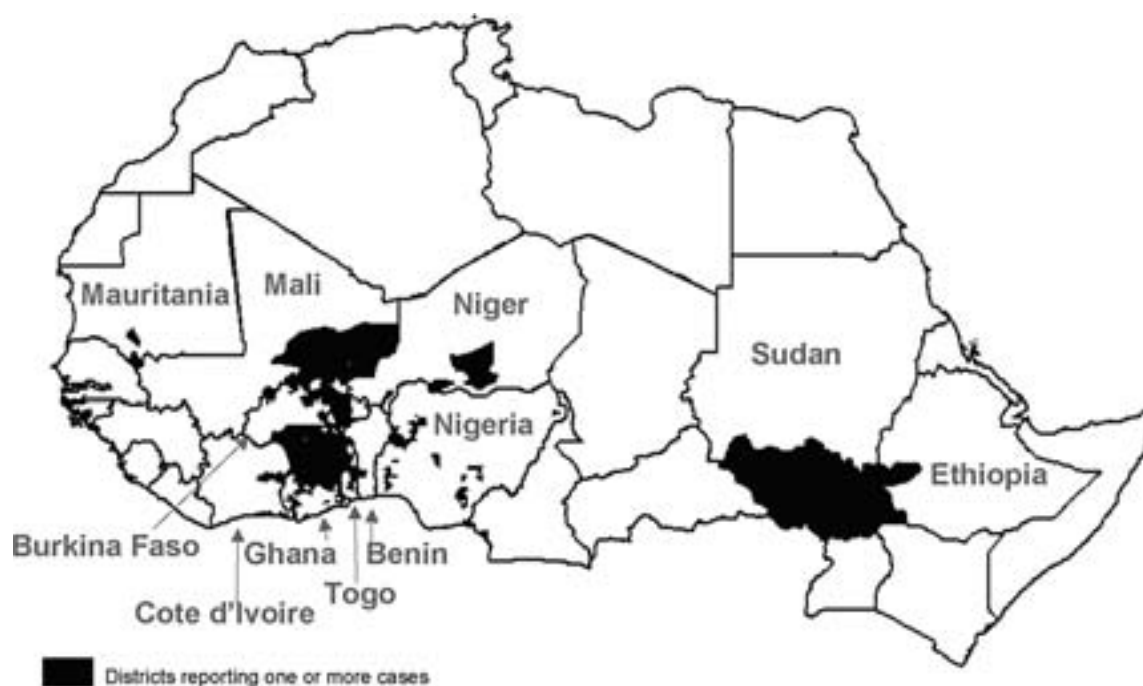 Mauritania
Mali
Niger
Sudan
Nigeria
Ethiopia
Burkina Faso
Ghana
Benin
Togo
Cote d'Ivoire
Districts reporting one or more cases